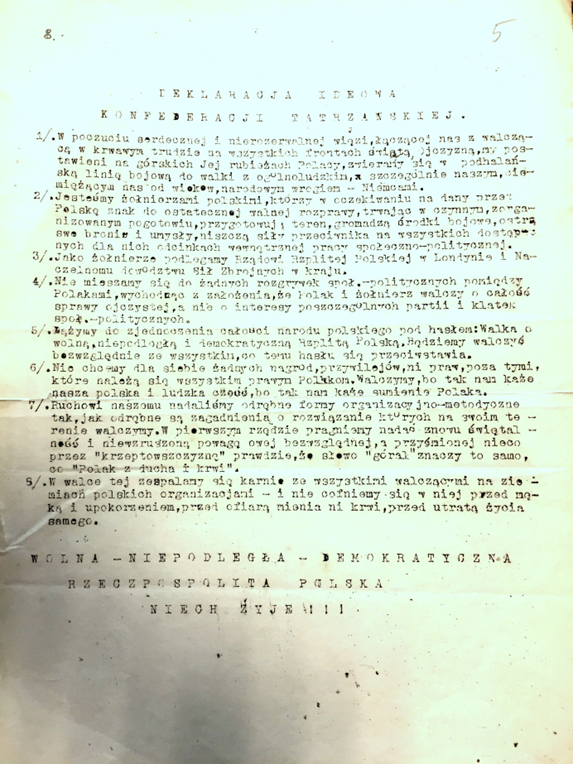 8.
5
DEKLARACJA IDEOWA
KONFEDERACJI TATRZAŃSKIEJ.
1/.W poczuciu serdecznej i nierozerwalnej więzi,łączącej nas z walczą-
cą w krwawym trudzie na wszystkich frontach świata Ojczyzną,my pos-
tawieni na górskich Jej rubieżach Polacy,zwieramy się w podhalań-
ską linię bojową do walki z ogólnoludzkim,a szczególnie naszym,cie-
miężącym nas od wieków,narodowym wrogiem - Niemcami.
2/.Jesteśmy żołnierzami polskimi,którzy w oczekiwaniu na dany przez
Polskę znak do ostatecznej walnej rozprawy,trwając w czynnym,zorga-
nizowanym pogotowiu,przygotowują teren,gromadzą środki bojowe,ostrzą
swe bronie i umysły,niszczą siły przeciwnika na wszystkich dostęp-
nych dla nich odcinkach wewnętrznej pracy społeczno-politycznej.
3/.Jako żołnierze podlegamy Rządowi Rzplitej Polskiej w Londynie i Na-
czelnemu dowództwu Sił Zbrojnych w kraju.
4/.Nie mieszamy się do żadnych rozgrywek społ.-politycznych pomiędzy
Polakami,wychodząc z założenia,że Polak i żołnierz walczy o całość
sprawy ojczystej,a nie o interesy poszczególnych partii i klatek
społ.-politycznych.
5/.Dążymy do zjednoczenia całości narodu polskiego pod hasłem:Walka o
wolną,niepodległą i demokratyczną Rzplitą Polską.Będziemy walczyć
bezwzględnie ze wszystkim,co temu hasłu się przeciwstawia.
6/.Nie chcemy dla siebie żadnych nagród,przywilejów,ni praw,poza tymi,
które należą się wszystkim prawym Polakom.Walczymy,bo tak nam każe
nasza polska i ludzka cześć,bo tak nam każe sumienie Polaka.
7/.Ruchowi naszemu nadaliśmy odrębne formy organizacyjno-metodyczne
tak,jak odrębne są zagadnienia o rozwiązanie których na swoim te -
renie walczymy.W pierwszym rzędzie pragniemy nadać znowu świętal -
ność i niewzruszoną powagę owej bezwzględnej,a przyćmionej nieco
przez "krzeptowszczyznę" prawdzie,że słowo "góral"znaczy to samo,
co "Polak z ducha i krwi".
8/.W walce tej zespalamy się karnie ze wszystkimi walczącymi na zie -
miach polskich organizacjami - i nie cofniemy się w niej przed mę-
ką i upokorzeniem,przed ofiarą mienia ni krwi,przed utratą życia
samego.
WOLNA - NIEPODLEGŁA - DEMOKRATYCZNA
RZECZPOSPOLITA POLSKA
NIECH ŻYJE!!!